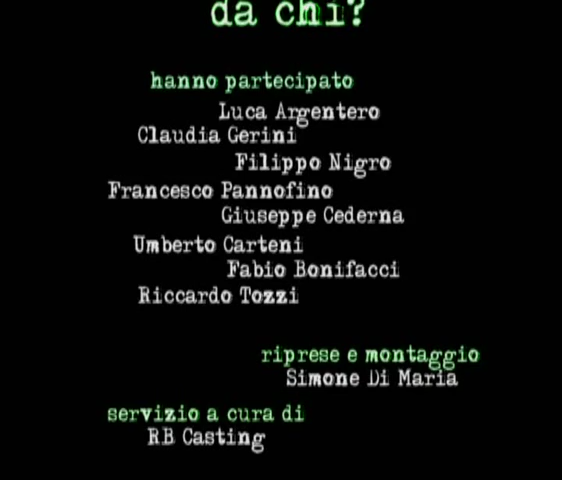 da chi?
hanno partecipato
Luca Argentero
Claudia Gerini
Filippo Nigro
Francesco Pannofino
Giuseppe Cederna
Umberto Carteni
Fabio Bonifacci
Riccardo Tozzi
riprese e montaggio
Simone Di Maria
servizio a cura di
RB Casting